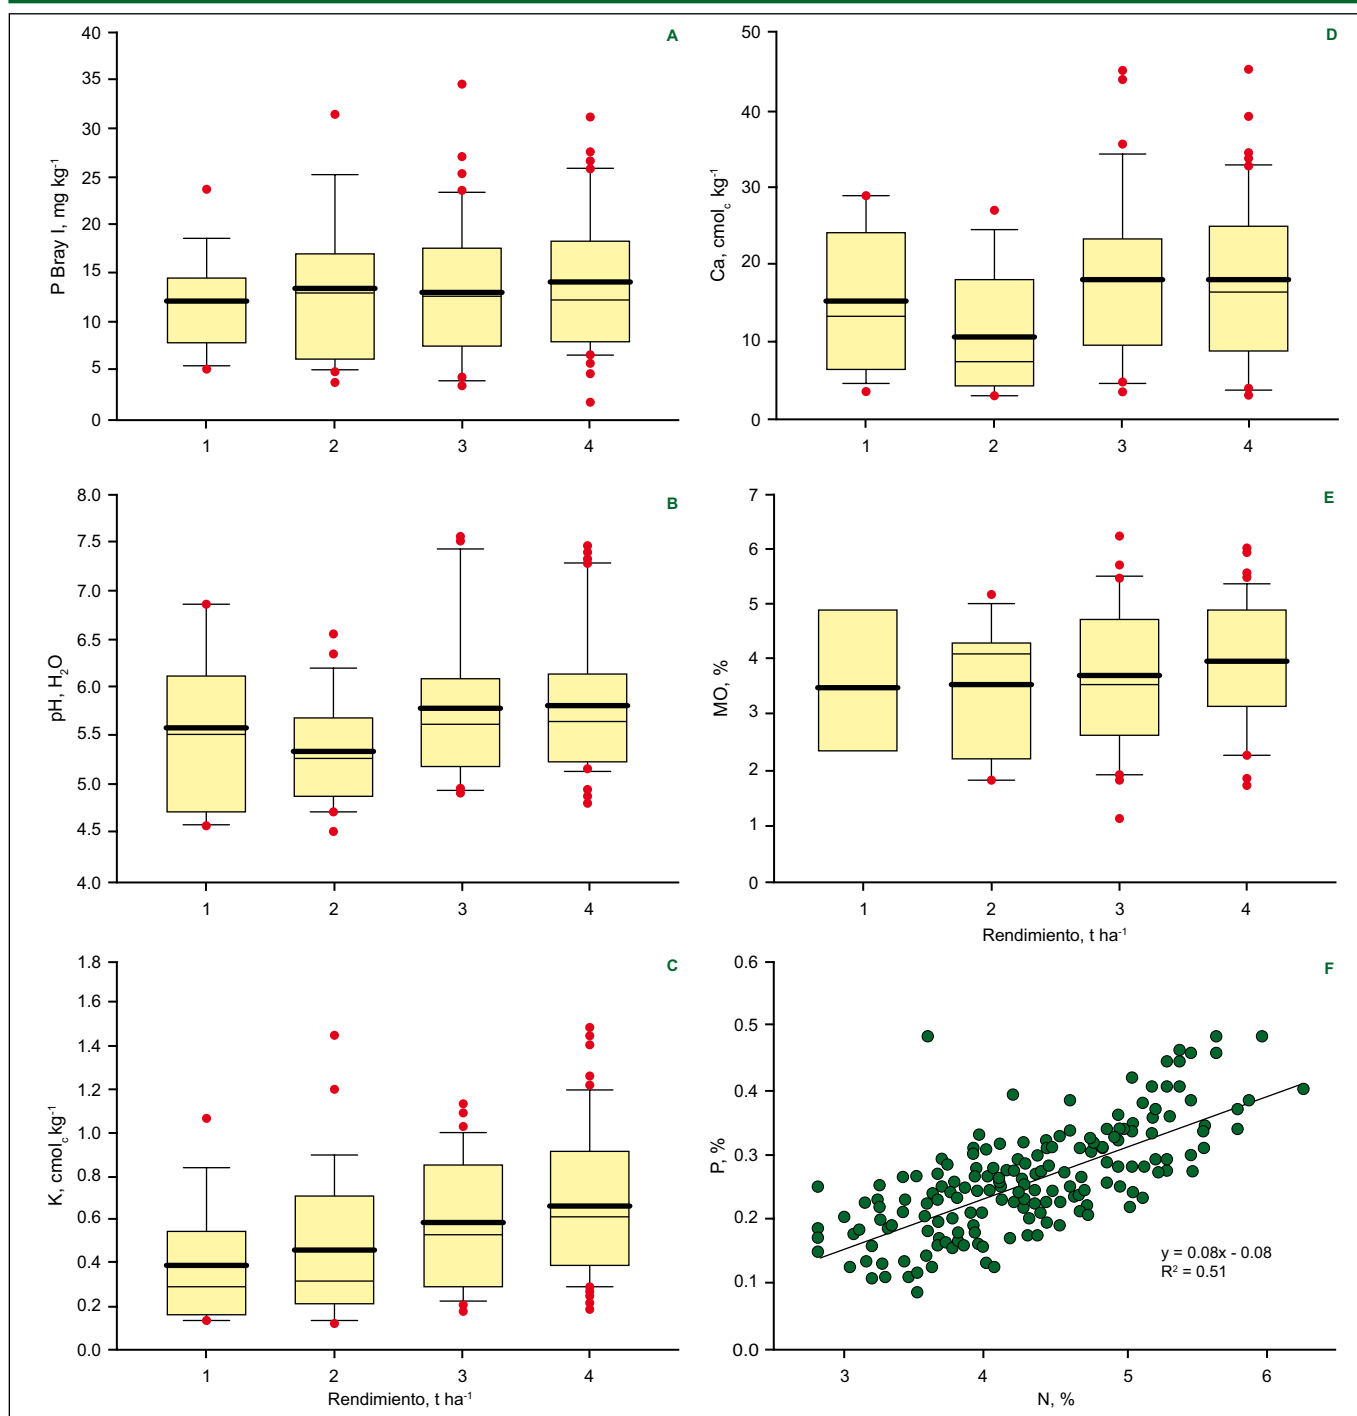 A
P Bray I, mg kg⁻¹
40
35
30
25
20
15
10
5
0
1 2 3 4
D
Ca, cmol_c kg⁻¹
50
40
30
20
10
0
1 2 3 4
B
pH, H₂O
8.0
7.5
7.0
6.5
6.0
5.5
5.0
4.5
4.0
1 2 3 4
E
MO, %
7
6
5
4
3
2
1
0
1 2 3 4
Rendimiento, t ha⁻¹
C
K, cmol_c kg⁻¹
1.8
1.6
1.4
1.2
1.0
0.8
0.6
0.4
0.2
0.0
1 2 3 4
Rendimiento, t ha⁻¹
F
P, %
0.6
0.5
0.4
0.3
0.2
0.1
0.0
y = 0.08x - 0.08
R² = 0.51
3 4 5 6
N, %